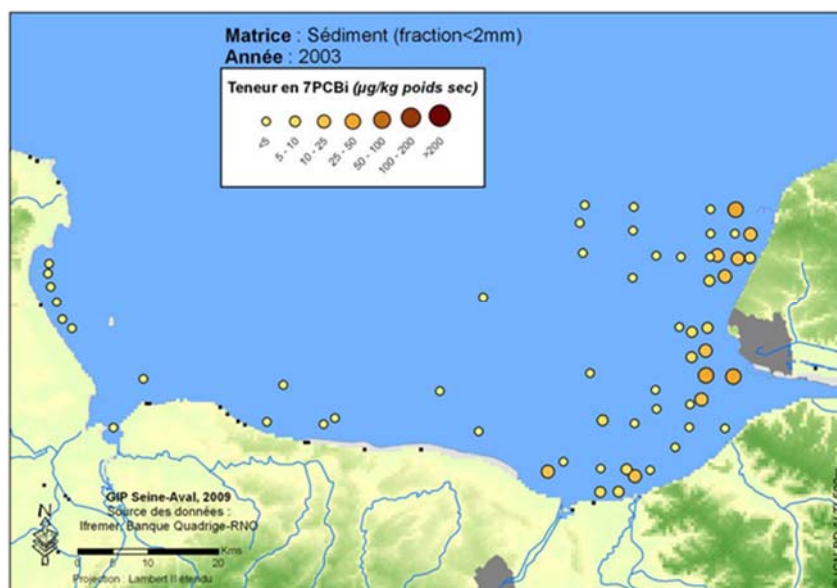 Matrice : Sédiment (fraction<2mm)
Année : 2003
Teneur en 7PCBi (µg/kg poids sec)
<5
5 - 10
10 - 25
25 - 50
50 - 100
100 - 200
>200
GIP Seine-Aval, 2009
Source des données :
Ifremer, Banque Quadrige-RNO
N
0
10
20
Kms
Projection : Lambert II étendu